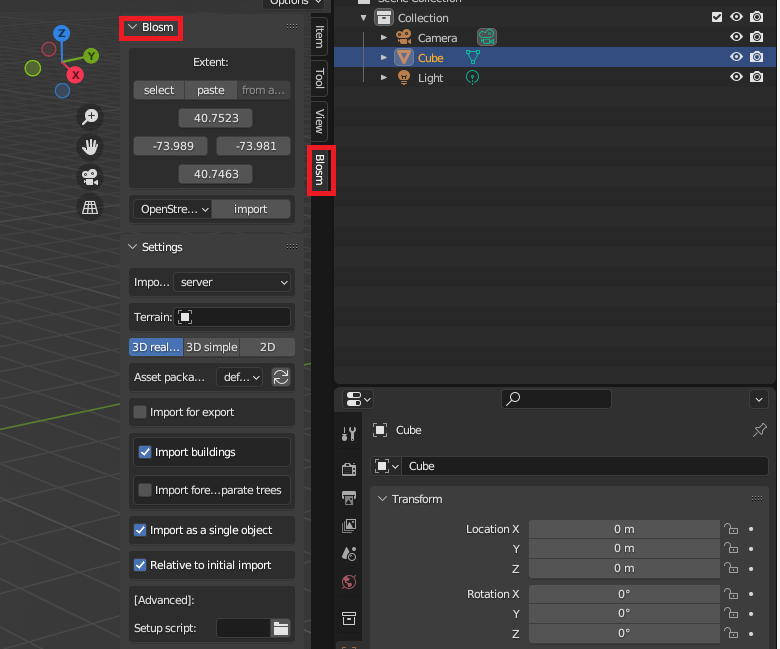 Options
Scene Collection
Blosm
Item
Tool
View
Blosm
Collection
Camera
Cube
Light
Z
Y
X
Extent:
select paste from a...
40.7523
-73.989 -73.981
40.7463
OpenStre... import
Settings
Impo... server
Terrain:
3D real... 3D simple 2D
Asset packa... def...
Import for export
Import buildings
Import fore...parate trees
Import as a single object
Relative to initial import
[Advanced]:
Setup script:
Cube
Cube
Transform
Location X 0 m
Y 0 m
Z 0 m
Rotation X 0°
Y 0°
Z 0°